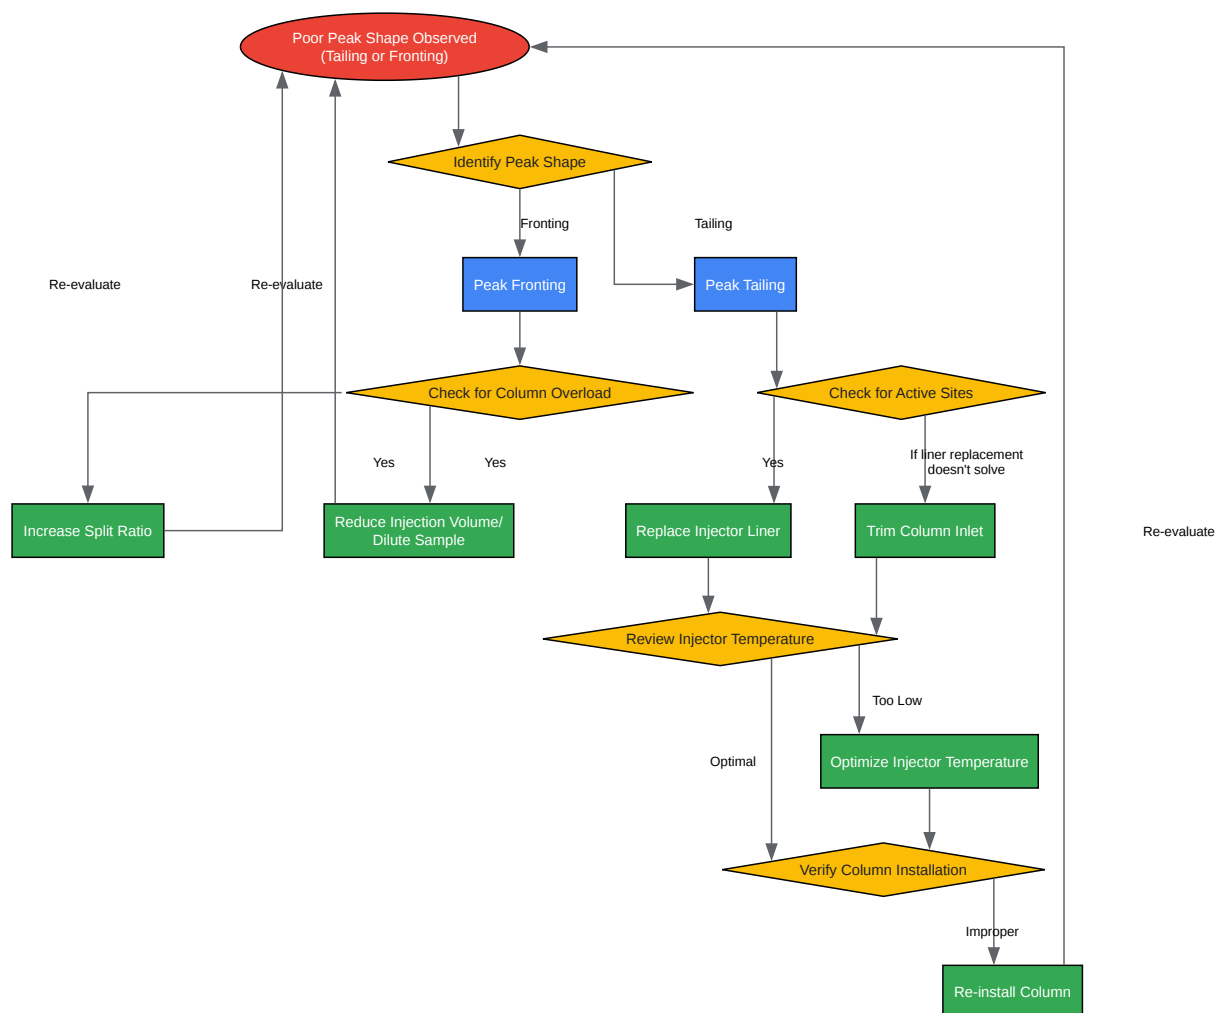 Poor Peak Shape Observed
(Tailing or Fronting)
Identify Peak Shape
Fronting
Tailing
Re-evaluate
Re-evaluate
Peak Fronting
Peak Tailing
Check for Column Overload
Check for Active Sites
Yes
Yes
Yes
If liner replacement
doesn't solve
Increase Split Ratio
Reduce Injection Volume/
Dilute Sample
Replace Injector Liner
Trim Column Inlet
Re-evaluate
Review Injector Temperature
Too Low
Optimal
Optimize Injector Temperature
Verify Column Installation
Improper
Re-install Column